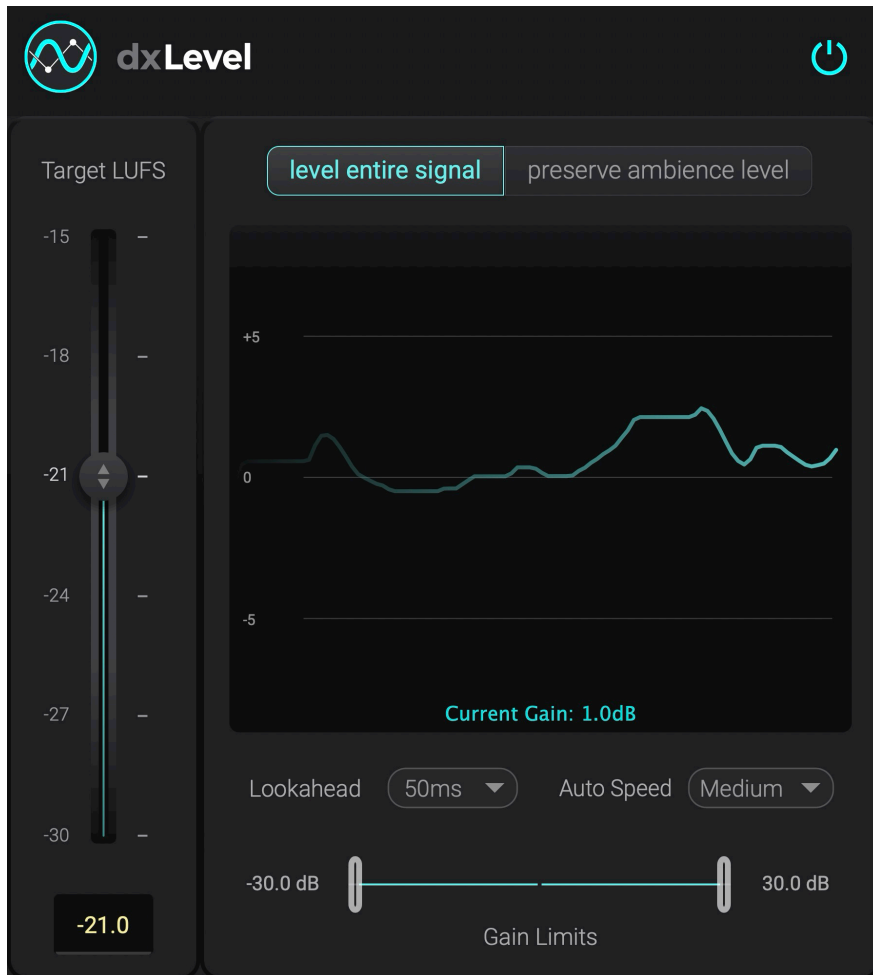 dxLevel
Target LUFS
-15
-18
-21
-24
-27
-30
-21.0
level entire signal
preserve ambience level
+5
0
-5
Current Gain: 1.0dB
Lookahead
50ms
Auto Speed
Medium
-30.0 dB
30.0 dB
Gain Limits